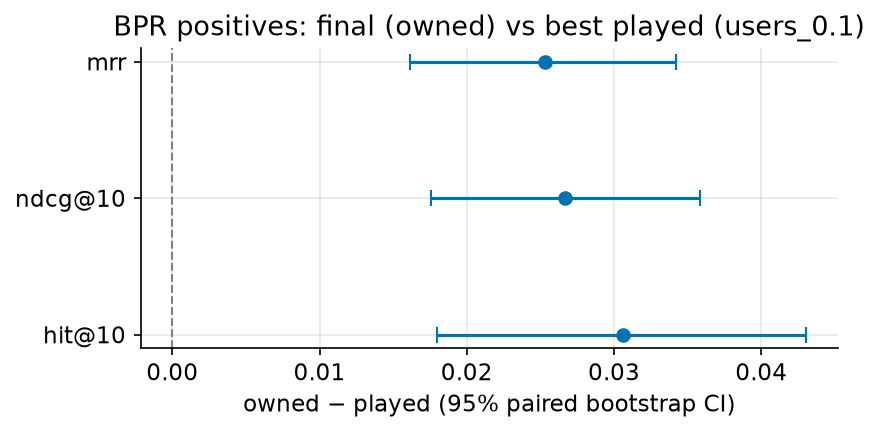 BPR positives: final (owned) vs best played (users_0.1)
mrr
ndcg@10
hit@10
0.00 0.01 0.02 0.03 0.04
owned − played (95% paired bootstrap CI)